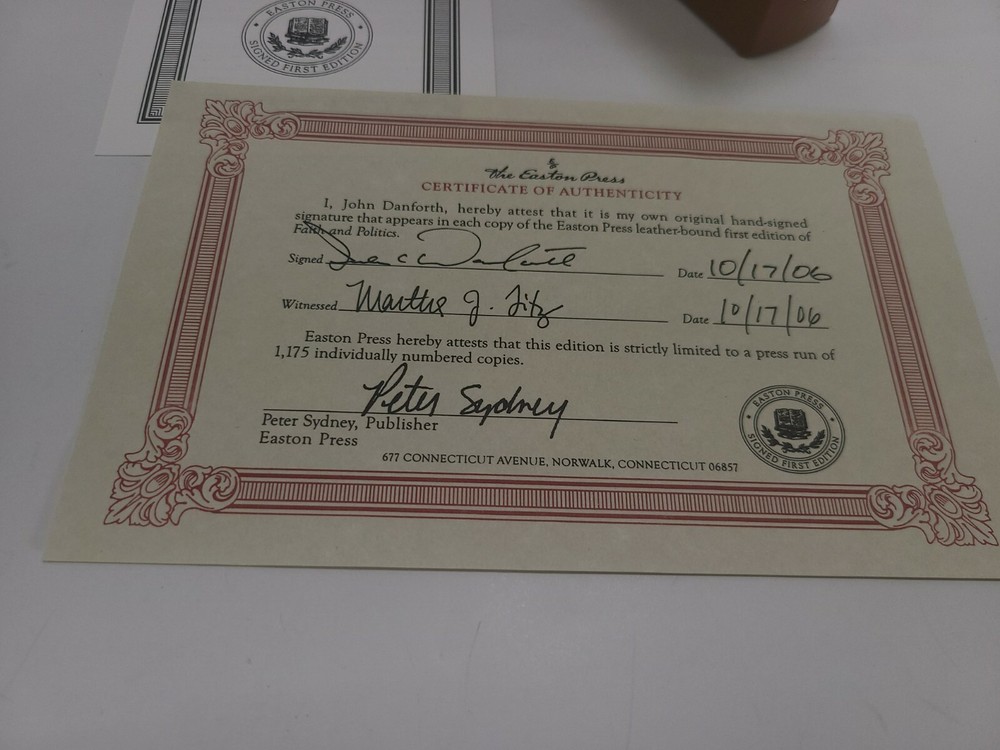 EASTON PRESS
SIGNED FIRST EDITION
The Easton Press
CERTIFICATE OF AUTHENTICITY
I, John Danforth, hereby attest that it is my own original hand-signed
signature that appears in each copy of the Easton Press leather-bound first edition of
Faith and Politics.
Signed John C Danforth Date 10/17/06
Witnessed Martha J. Fitz Date 10/17/06
Easton Press hereby attests that this edition is strictly limited to a press run of
1,175 individually numbered copies.
Peter Sydney
Peter Sydney, Publisher
Easton Press
677 CONNECTICUT AVENUE, NORWALK, CONNECTICUT 06857
EASTON PRESS
SIGNED FIRST EDITION